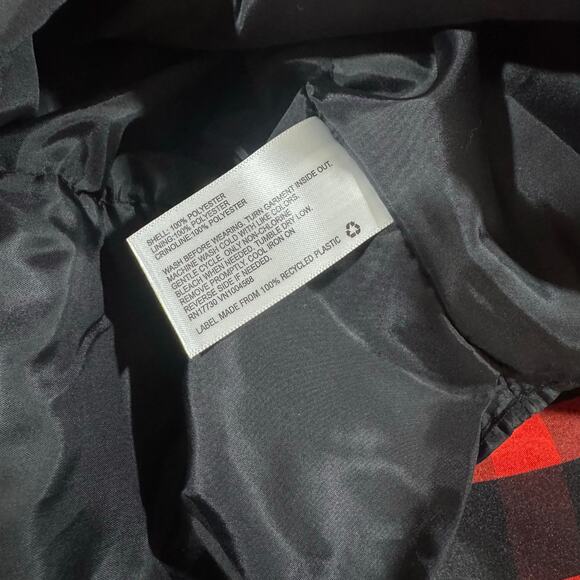 SHELL: 100% POLYESTER
LINING: 100% POLYESTER
CRINOLINE: 100% POLYESTER
WASH BEFORE WEARING. TURN GARMENT INSIDE OUT.
MACHINE WASH COLD WITH LIKE COLORS.
GENTLE CYCLE. ONLY NON-CHLORINE
BLEACH WHEN NEEDED. TUMBLE DRY LOW.
REMOVE PROMPTLY. COOL IRON ON
REVERSE SIDE IF NEEDED.
RN17730 VN1004568
LABEL MADE FROM 100% RECYCLED PLASTIC